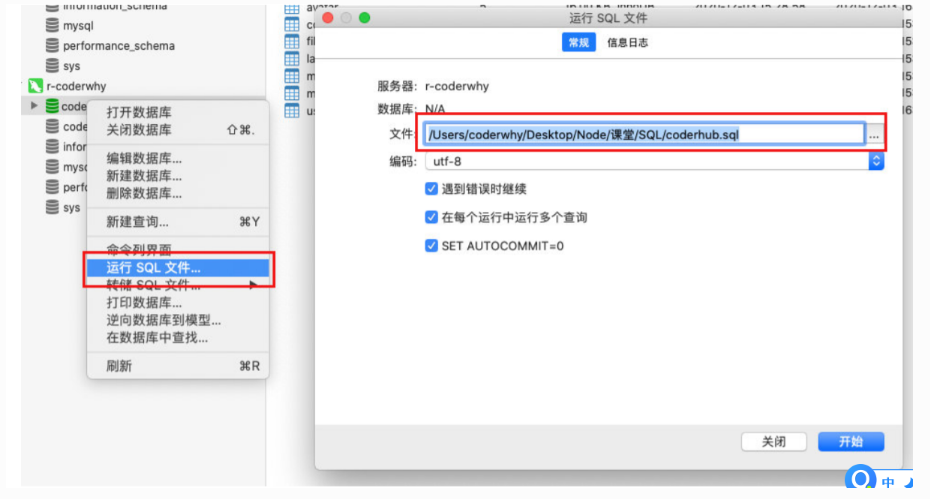 information_schema
mysql
performance_schema
sys
r-coderwhy
code
code
infor
mysc
perfo
sys
打开数据库
关闭数据库 ⇧⌘.
编辑数据库...
新建数据库...
删除数据库...
新建查询... ⌘Y
命令列界面
运行 SQL 文件...
转储 SQL 文件... ▶
打印数据库...
逆向数据库到模型...
在数据库中查找...
刷新 ⌘R
avatar
fil
la
m
m
运行 SQL 文件
常规 信息日志
服务器: r-coderwhy
数据库: N/A
文件: /Users/coderwhy/Desktop/Node/课堂/SQL/coderhub.sql ...
编码: utf-8
遇到错误时继续
在每个运行中运行多个查询
SET AUTOCOMMIT=0
关闭 开始
中